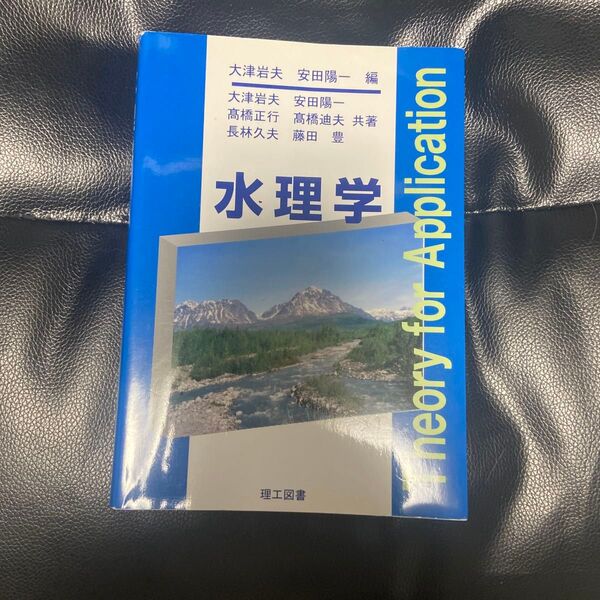 大津岩夫 安田陽一 編
大津岩夫 安田陽一
髙橋正行 髙橋迪夫 共著
長林久夫 藤田 豊
水理学
Theory for Application
理工図書